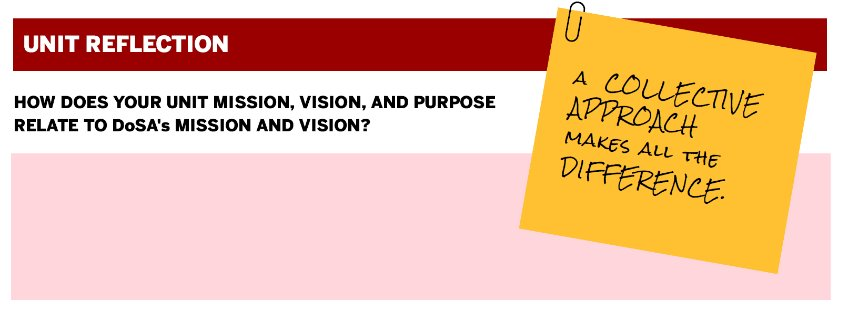 UNIT REFLECTION
HOW DOES YOUR UNIT MISSION, VISION, AND PURPOSE
RELATE TO DoSA's MISSION AND VISION?
A COLLECTIVE
APPROACH
MAKES ALL THE
DIFFERENCE.